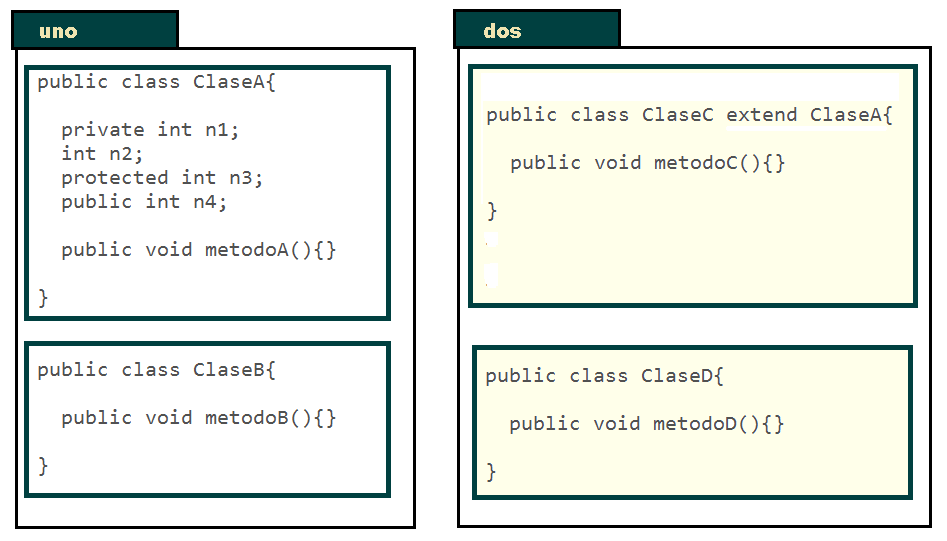 uno
public class ClaseA{
private int n1;
int n2;
protected int n3;
public int n4;
public void metodoA(){}
}
public class ClaseB{
public void metodoB(){}
}
dos
public class ClaseC extend ClaseA{
public void metodoC(){}
}
public class ClaseD{
public void metodoD(){}
}